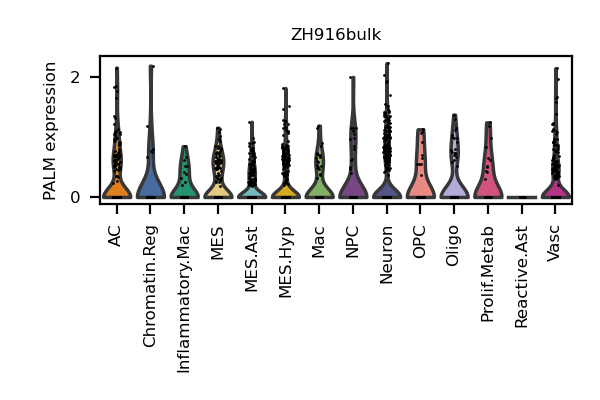 ZH916bulk
PALM expression
2
0
AC
Chromatin.Reg
Inflammatory.Mac
MES
MES.Ast
MES.Hyp
Mac
NPC
Neuron
OPC
Oligo
Prolif.Metab
Reactive.Ast
Vasc